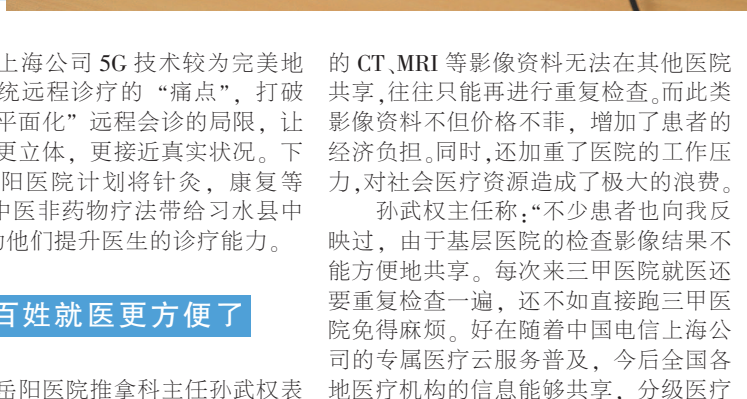 上海公司 5G 技术较为完美地
统远程诊疗的“痛点”，打破
平面化”远程会诊的局限，让
更立体，更接近真实状况。下
阳医院计划将针灸，康复等
中医非药物疗法带给习水县中
他们提升医生的诊疗能力。
百姓就医更方便了
岳阳医院推拿科主任孙武权表
的 CT、MRI 等影像资料无法在其他医院
共享，往往只能再进行重复检查。而此类
影像资料不但价格不菲，增加了患者的
经济负担。同时，还加重了医院的工作压
力，对社会医疗资源造成了极大的浪费。
孙武权主任称：“不少患者也向我反
映过，由于基层医院的检查影像结果不
能方便地共享。每次来三甲医院就医还
要重复检查一遍，还不如直接跑三甲医
院免得麻烦。好在随着中国电信上海公
司的专属医疗云服务普及，今后全国各
地医疗机构的信息能够共享，分级医疗